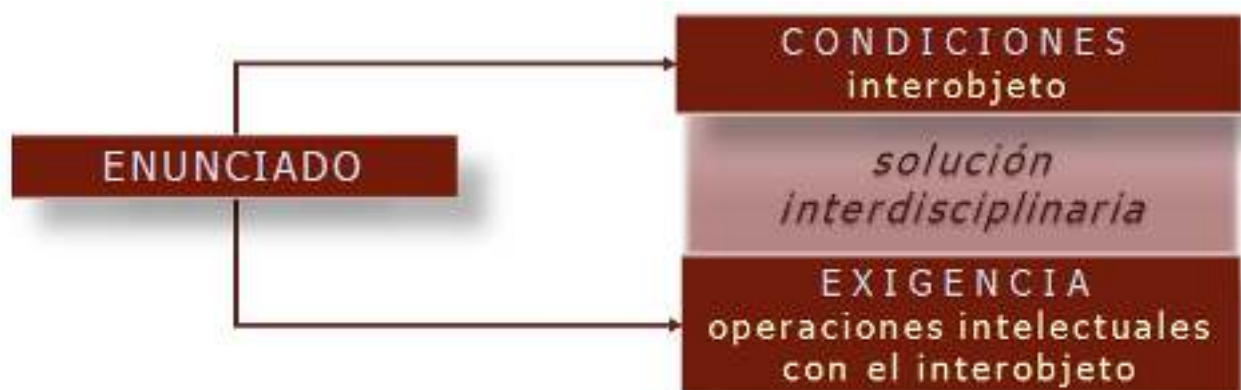 ENUNCIADO
CONDICIONES
interobjeto
solución
interdisciplinaria
EXIGENCIA
operaciones intelectuales
con el interobjeto